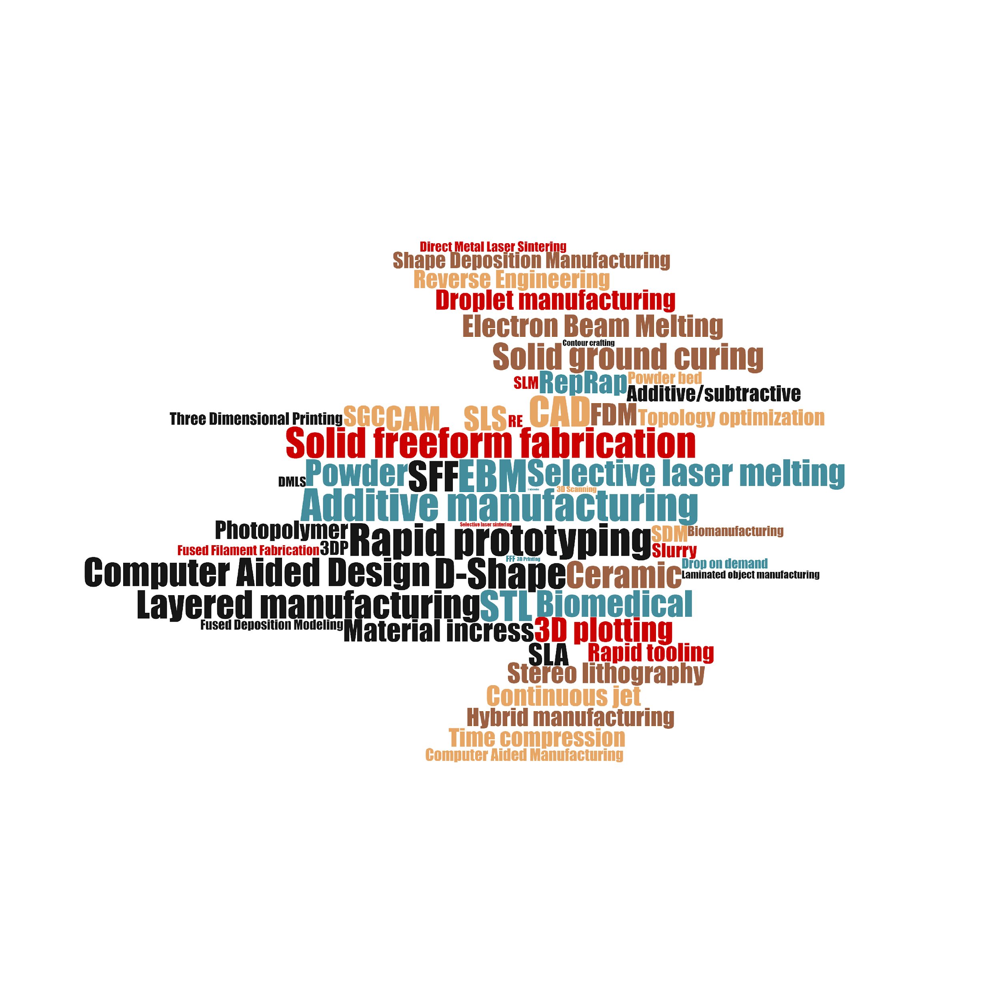 Direct Metal Laser Sintering
Shape Deposition Manufacturing
Reverse Engineering
Droplet manufacturing
Electron Beam Melting
Contour crafting
Solid ground curing
SLM RepRap Powder bed
Additive/subtractive
Three Dimensional Printing SGC CAM SLS RE CAD FDM Topology optimization
Solid freeform fabrication
DMLS Powder SFF EBM Selective laser melting
3D Scanning
Additive manufacturing
Selective laser sintering
Photopolymer Rapid prototyping SDM Biomanufacturing
Fused Filament Fabrication 3DP Slurry
FFF 3D Printing
Computer Aided Design D-Shape Ceramic Drop on demand
Laminated object manufacturing
Layered manufacturing STL Biomedical
Fused Deposition Modeling Material incress 3D plotting
SLA Rapid tooling
Stereo lithography
Continuous jet
Hybrid manufacturing
Time compression
Computer Aided Manufacturing